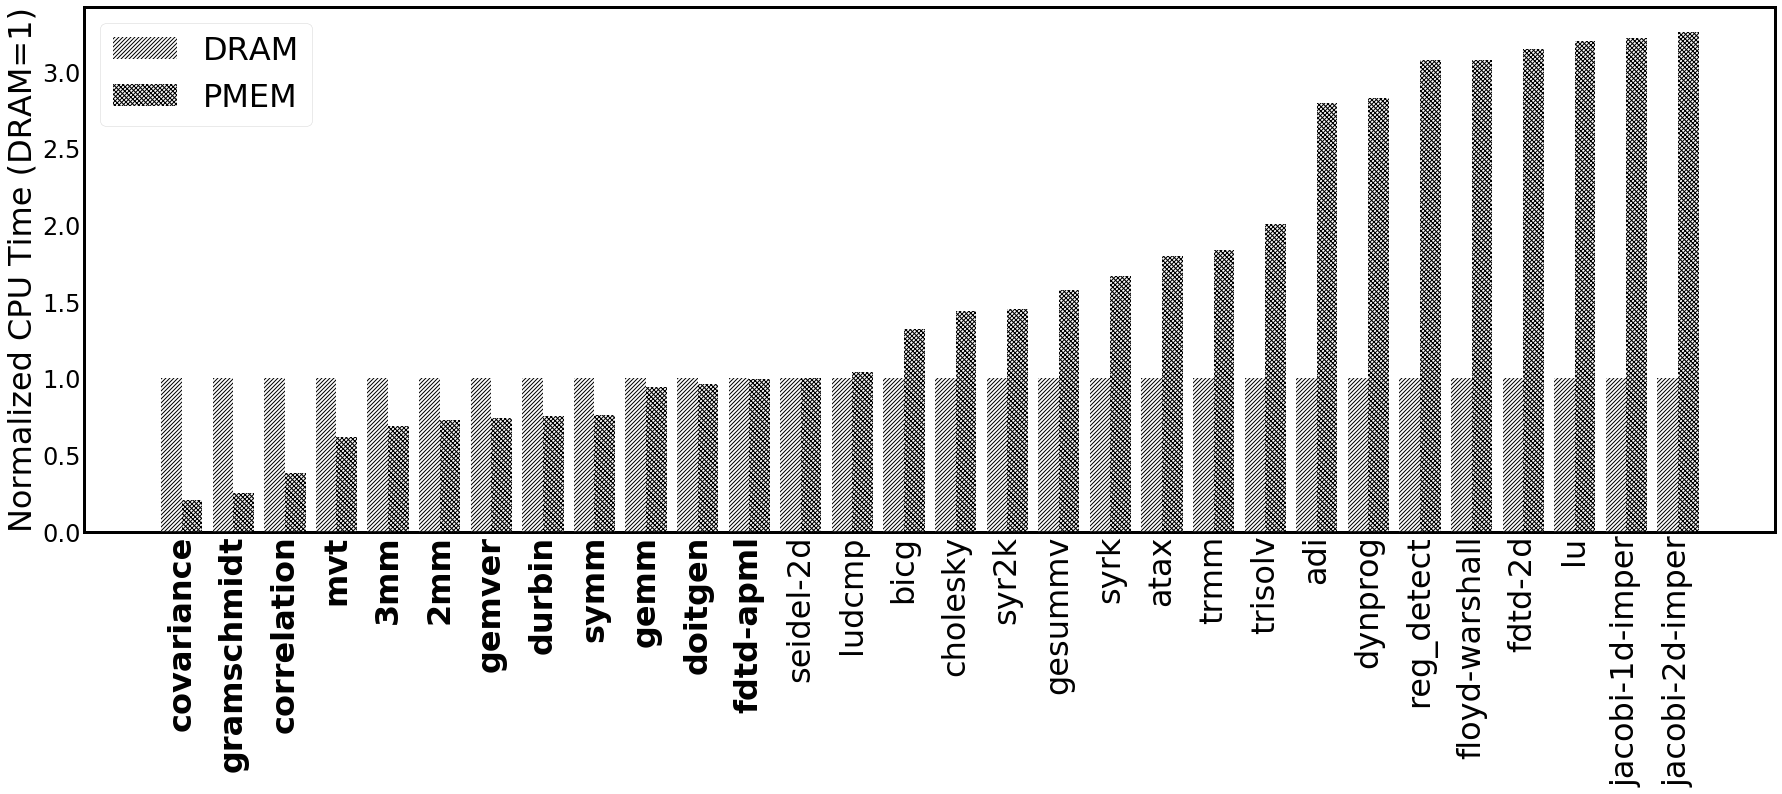 Normalized CPU Time (DRAM=1)
DRAM
PMEM
3.0
2.5
2.0
1.5
1.0
0.5
0.0
covariance
gramschmidt
correlation
mvt
3mm
2mm
gemver
durbin
symm
gemm
doitgen
fdtd-apml
seidel-2d
ludcmp
bicg
cholesky
syr2k
gesummv
syrk
atax
trmm
trisolv
adi
dynprog
reg_detect
floyd-warshall
fdtd-2d
lu
jacobi-1d-imper
jacobi-2d-imper